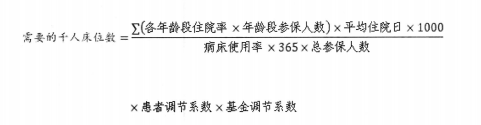 需要的千人床位数 = ∑(各年龄段住院率 × 年龄段参保人数) × 平均住院日 × 1000
病床使用率 × 365 × 总参保人数
× 患者调节系数 × 基金调节系数